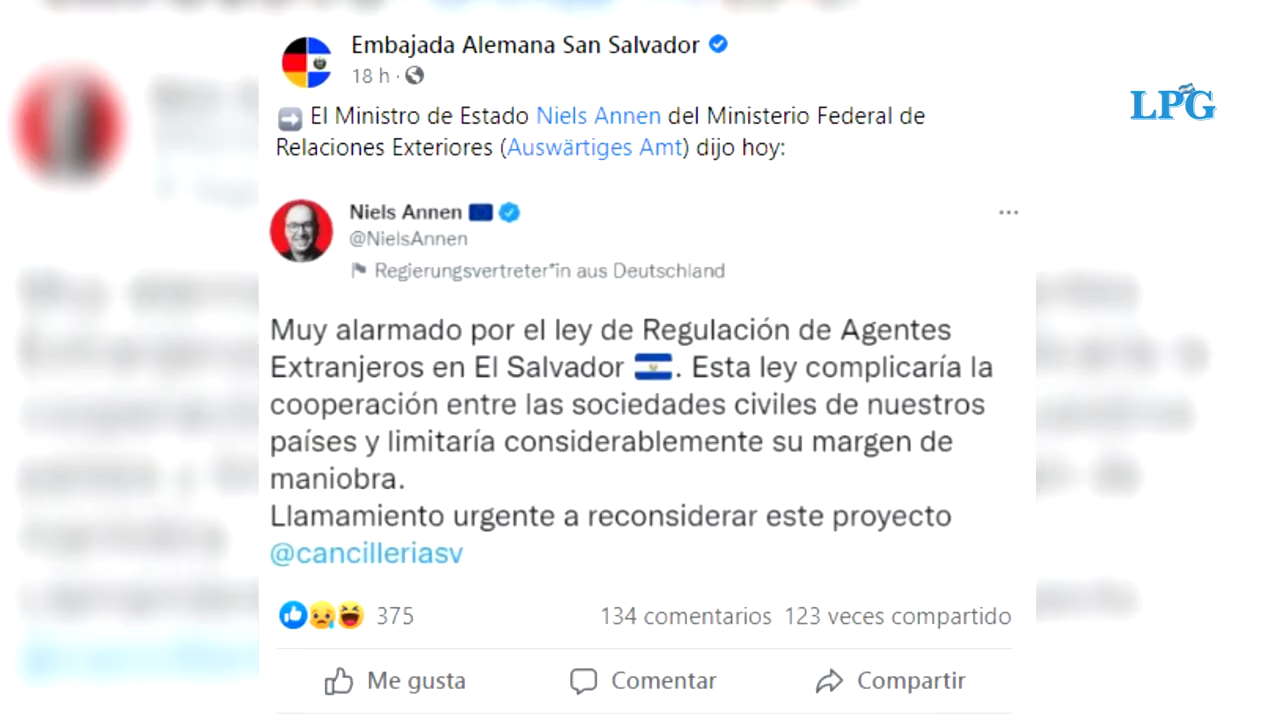 Embajada Alemana San Salvador
18 h ·
LPG
➡️ El Ministro de Estado Niels Annen del Ministerio Federal de
Relaciones Exteriores (Auswärtiges Amt) dijo hoy:
Niels Annen 🇪🇺
@NielsAnnen
Regierungsvertreter*in aus Deutschland
Muy alarmado por el ley de Regulación de Agentes
Extranjeros en El Salvador 🇸🇻. Esta ley complicaría la
cooperación entre las sociedades civiles de nuestros
países y limitaría considerablemente su margen de
maniobra.
Llamamiento urgente a reconsiderar este proyecto
@cancilleriasv
375 134 comentarios 123 veces compartido
Me gusta Comentar Compartir